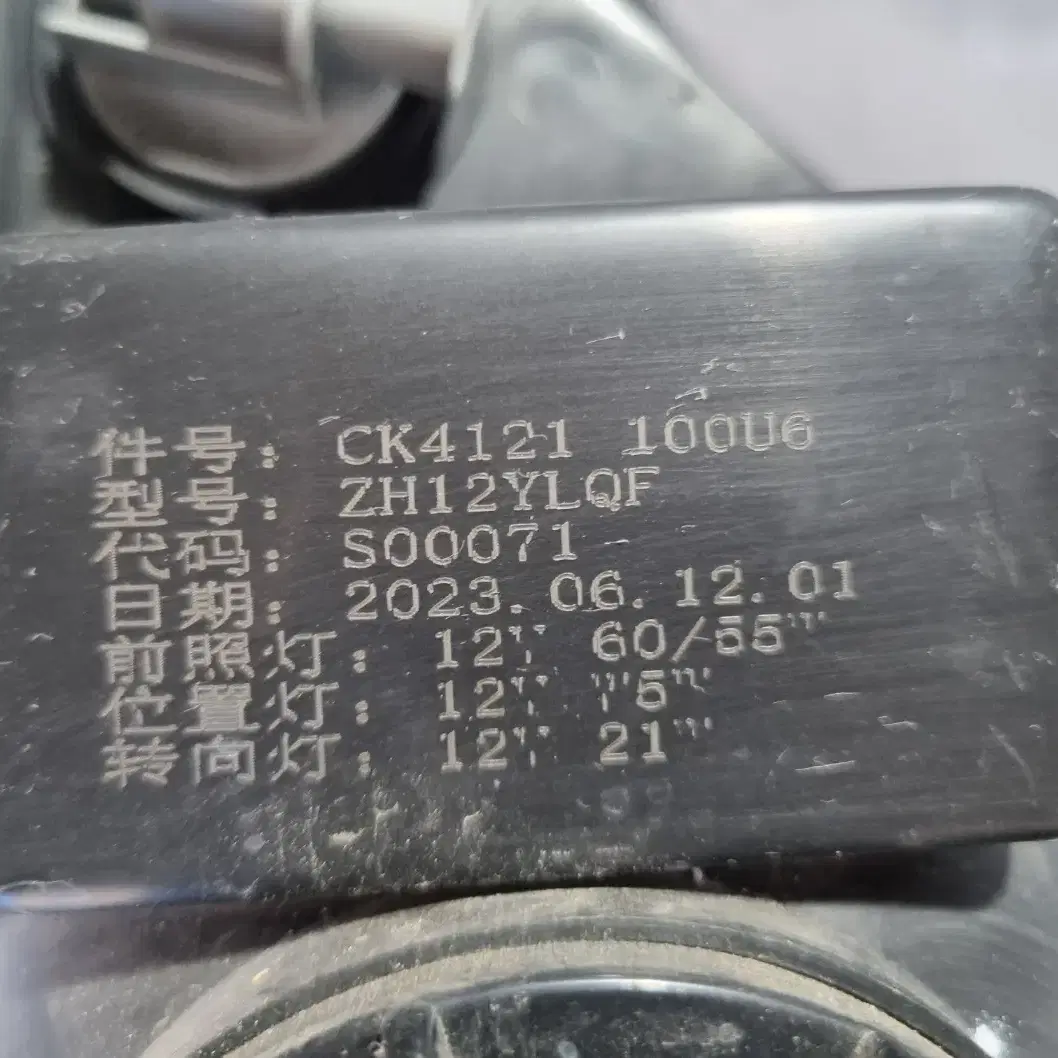 件号: CK4121 100U6
型号: ZH12YLQF
代码: S00071
日期: 2023.06.12.01
前照灯: 12''; 60/55''''
位置灯: 12''' '''5''''
转向灯: 12''' 21''''